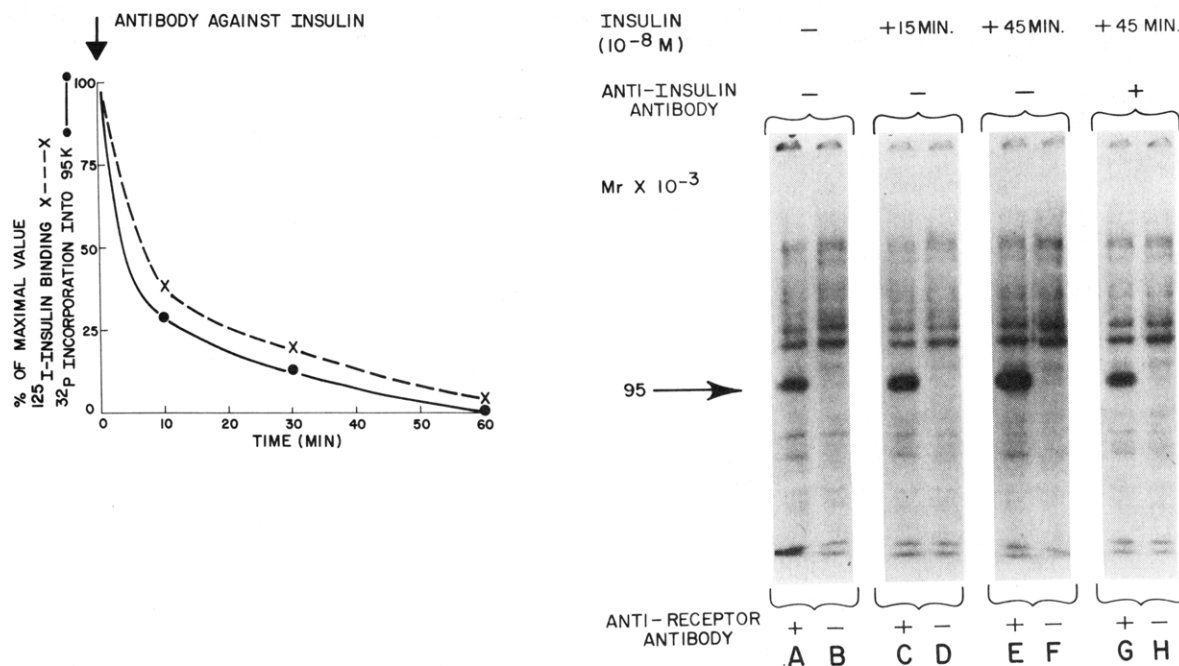 ANTIBODY AGAINST INSULIN
% OF MAXIMAL VALUE
125I-INSULIN BINDING X----X
32P INCORPORATION INTO 95K
100
75
50
25
0
0 10 20 30 40 50 60
TIME (MIN)
INSULIN
(10-8 M)
– +15 MIN. +45 MIN. +45 MIN.
ANTI-INSULIN
ANTIBODY
– – – +
Mr X 10-3
95
ANTI-RECEPTOR
ANTIBODY
+ – + – + – + –
A B C D E F G H